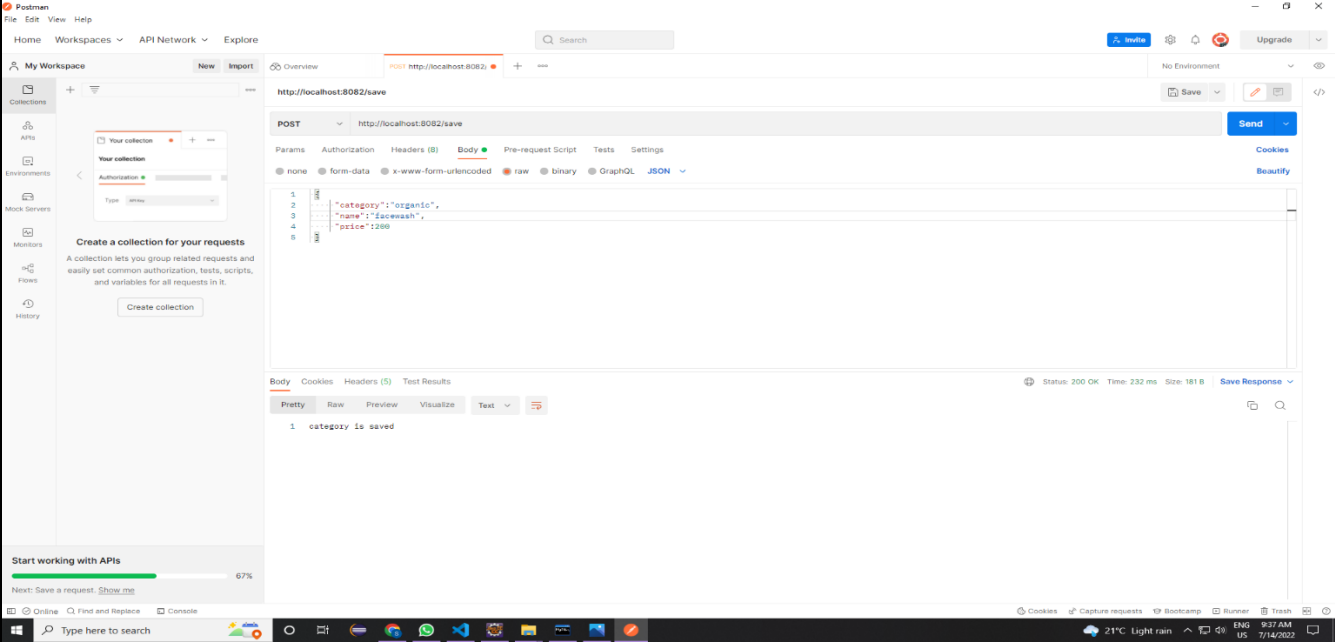 Postman
File Edit View Help
Home Workspaces API Network Explore
Search
Invite
Upgrade
My Workspace
New Import
Overview
POST http://localhost:8082/
No Environment
Collections
APIs
Environments
Mock Servers
Monitors
Flows
History
Your collecton
Your collection
Authorization
Type API Key
Create a collection for your requests
A collection lets you group related requests and
easily set common authorization, tests, scripts,
and variables for all requests in it.
Create collection
Start working with APIs
67%
Next: Save a request. Show me
http://localhost:8082/save
Save
POST http://localhost:8082/save
Send
Params Authorization Headers (8) Body Pre-request Script Tests Settings
Cookies
none form-data x-www-form-urlencoded raw binary GraphQL JSON
Beautify
1 {
2 "category":"organic",
3 "name":"facewash",
4 "price":200
5 }
Body Cookies Headers (5) Test Results
Status: 200 OK Time: 232 ms Size: 181 B Save Response
Pretty Raw Preview Visualize Text
1 category is saved
Online Find and Replace Console
Cookies Capture requests Bootcamp Runner Trash
Type here to search
21°C Light rain
ENG
US
9:37 AM
7/14/2022